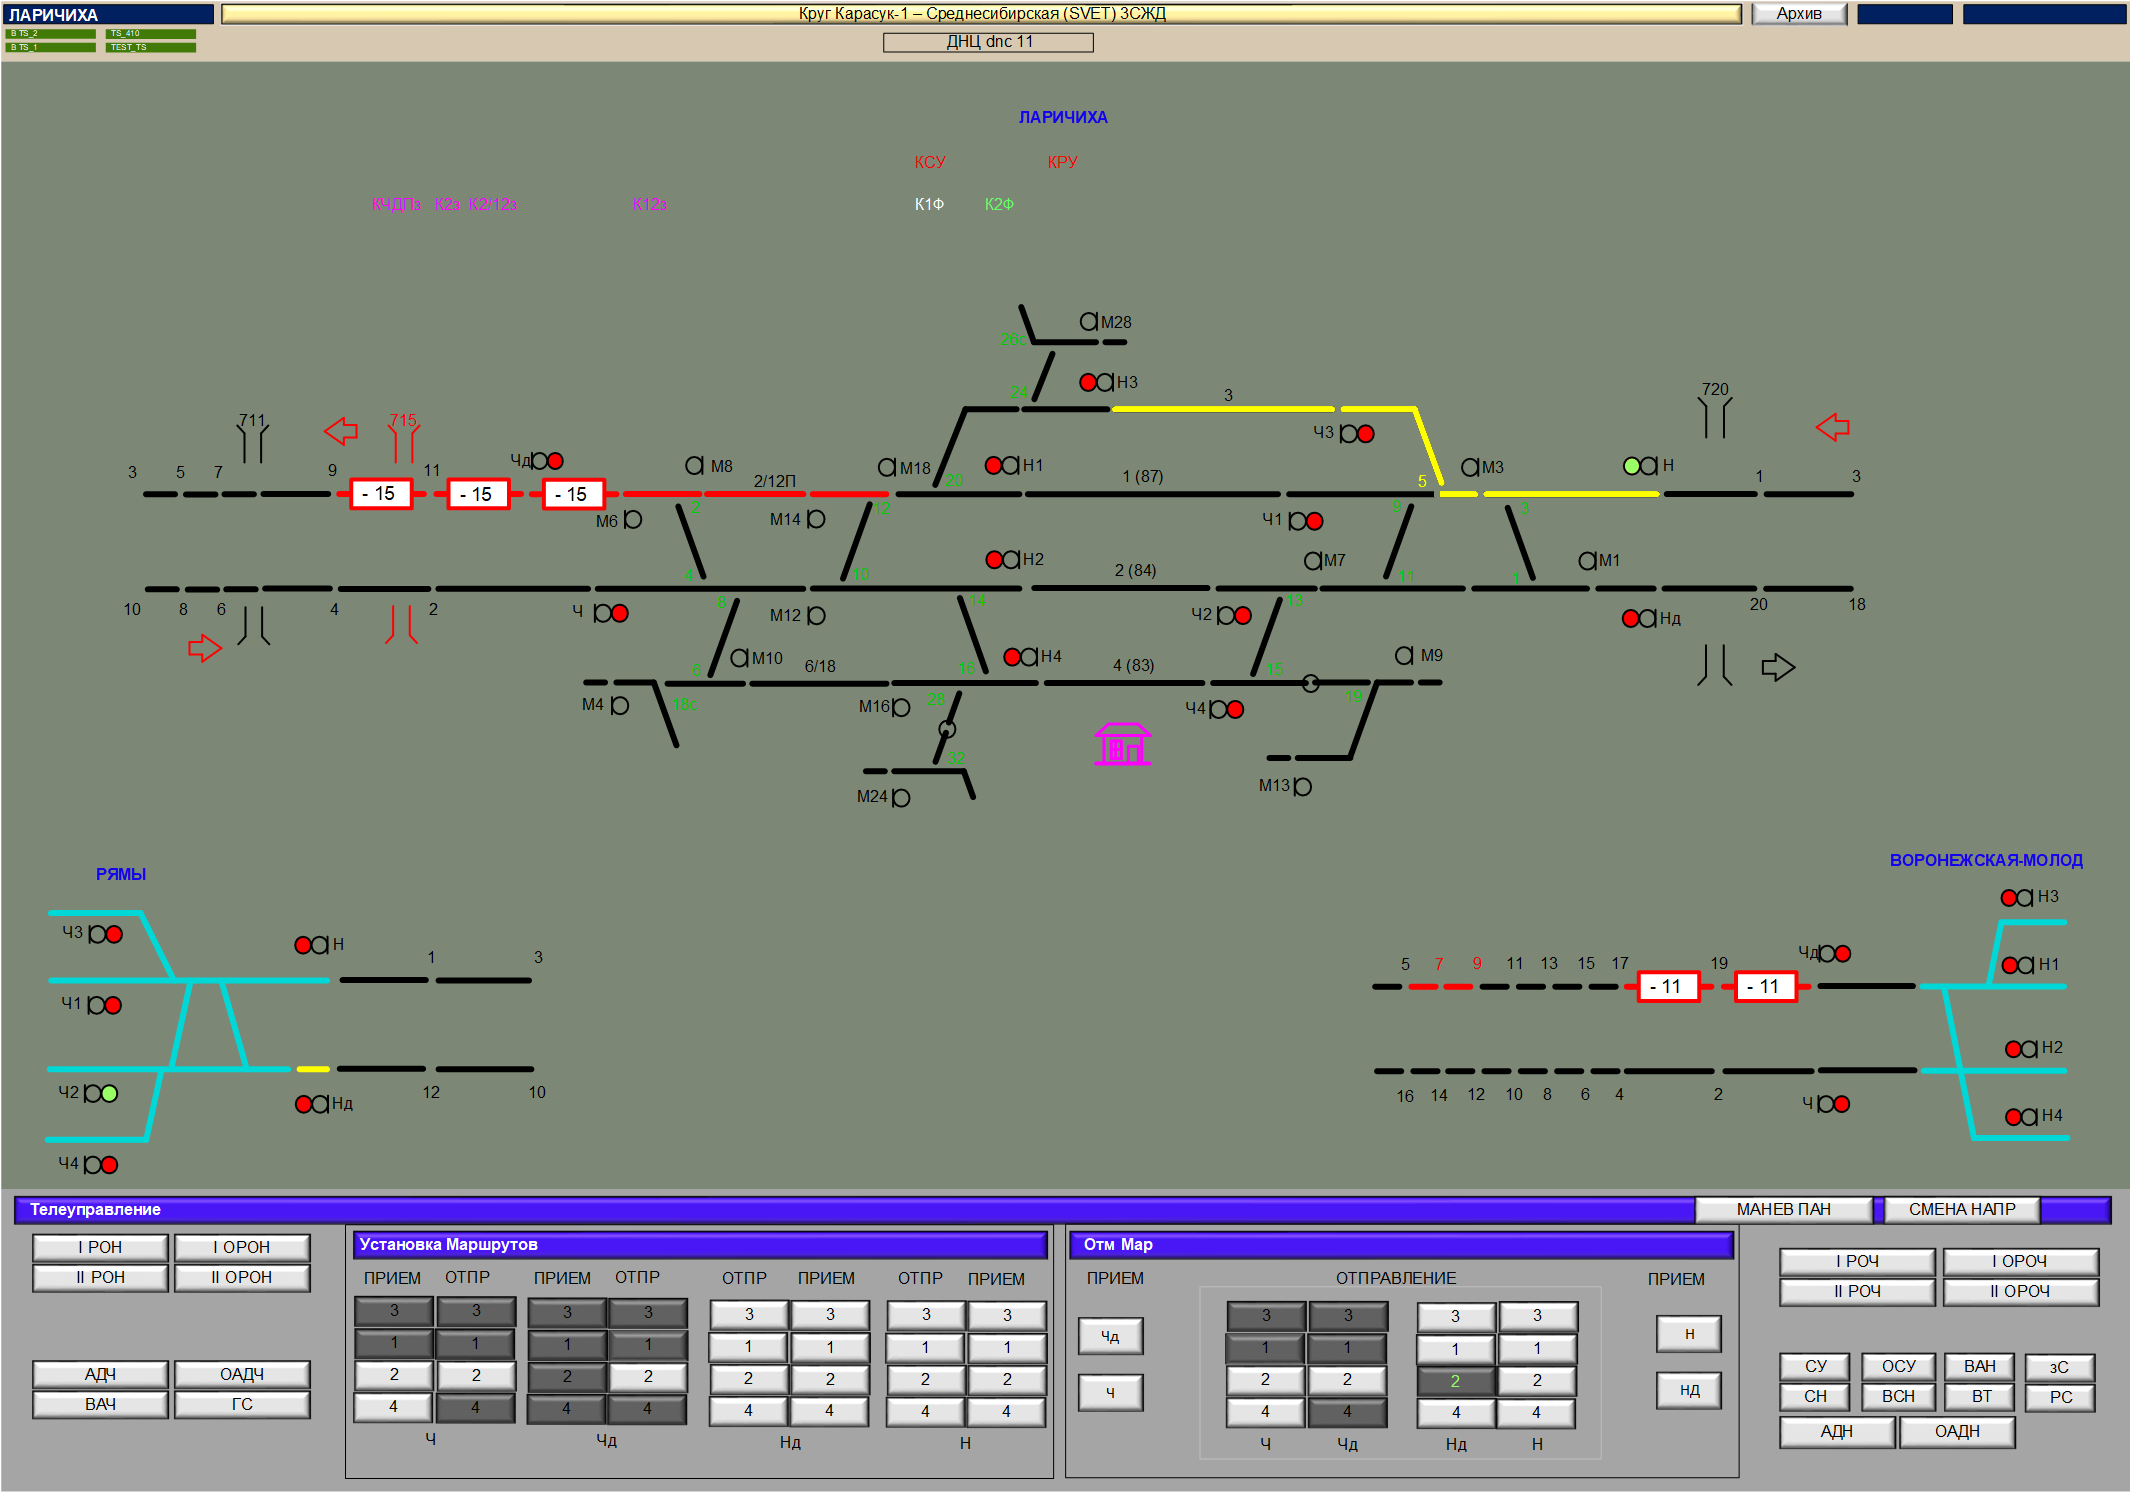 ЛАРИЧИХА
Круг Карасук-1 – Среднесибирская (SVET) ЗСЖД
Архив
В TS_2
TS_410
В TS_1
TEST_TS
ДНЦ dnc 11
ЛАРИЧИХА
КСУ КРУ
КЧДПз К2з К2/12з К12з К1Ф К2Ф
М28
26с
24 Н3
3
720
711 715
Ч3
Чд
3 5 7 9 11
М8 М18 Н1 М3 Н 1 3
2/12П 1 (87)
20 5
- 15 - 15 - 15
М6 2 М14 12 Ч1 9 3
Н2 М7 М1
4 10 2 (84) 11 1
10 8 6 4 2 Ч 8 М12 14 Ч2 13 Нд 20 18
М10 Н4 М9
6 6/18 16 4 (83) 15
М4 18с М16 28 Ч4 19
32
М24 М13
РЯМЫ
ВОРОНЕЖСКАЯ-МОЛОД
Ч3 Н 1 3
Ч1
Ч2 Нд 12 10
Ч4
Н3
5 7 9 11 13 15 17 19 Чд Н1
- 11 - 11
Н2
16 14 12 10 8 6 4 2 Ч Н4
Телеуправление
МАНЕВ ПАН СМЕНА НАПР
I РОН I ОРОН
II РОН II ОРОН
АДЧ ОАДЧ
ВАЧ ГС
Установка Маршрутов
ПРИЕМ ОТПР ПРИЕМ ОТПР ОТПР ПРИЕМ ОТПР ПРИЕМ
3 3 3 3 3 3 3 3
1 1 1 1 1 1 1 1
2 2 2 2 2 2 2 2
4 4 4 4 4 4 4 4
Ч Чд Нд Н
Отм Мар
ПРИЕМ ОТПРАВЛЕНИЕ ПРИЕМ
Чд 3 3 3 3 Н
1 1 1 1
Ч 2 2 2 2 НД
4 4 4 4
Ч Чд Нд Н
I РОЧ I ОРОЧ
II РОЧ II ОРОЧ
СУ ОСУ ВАН зС
СН ВСН ВТ РС
АДН ОАДН